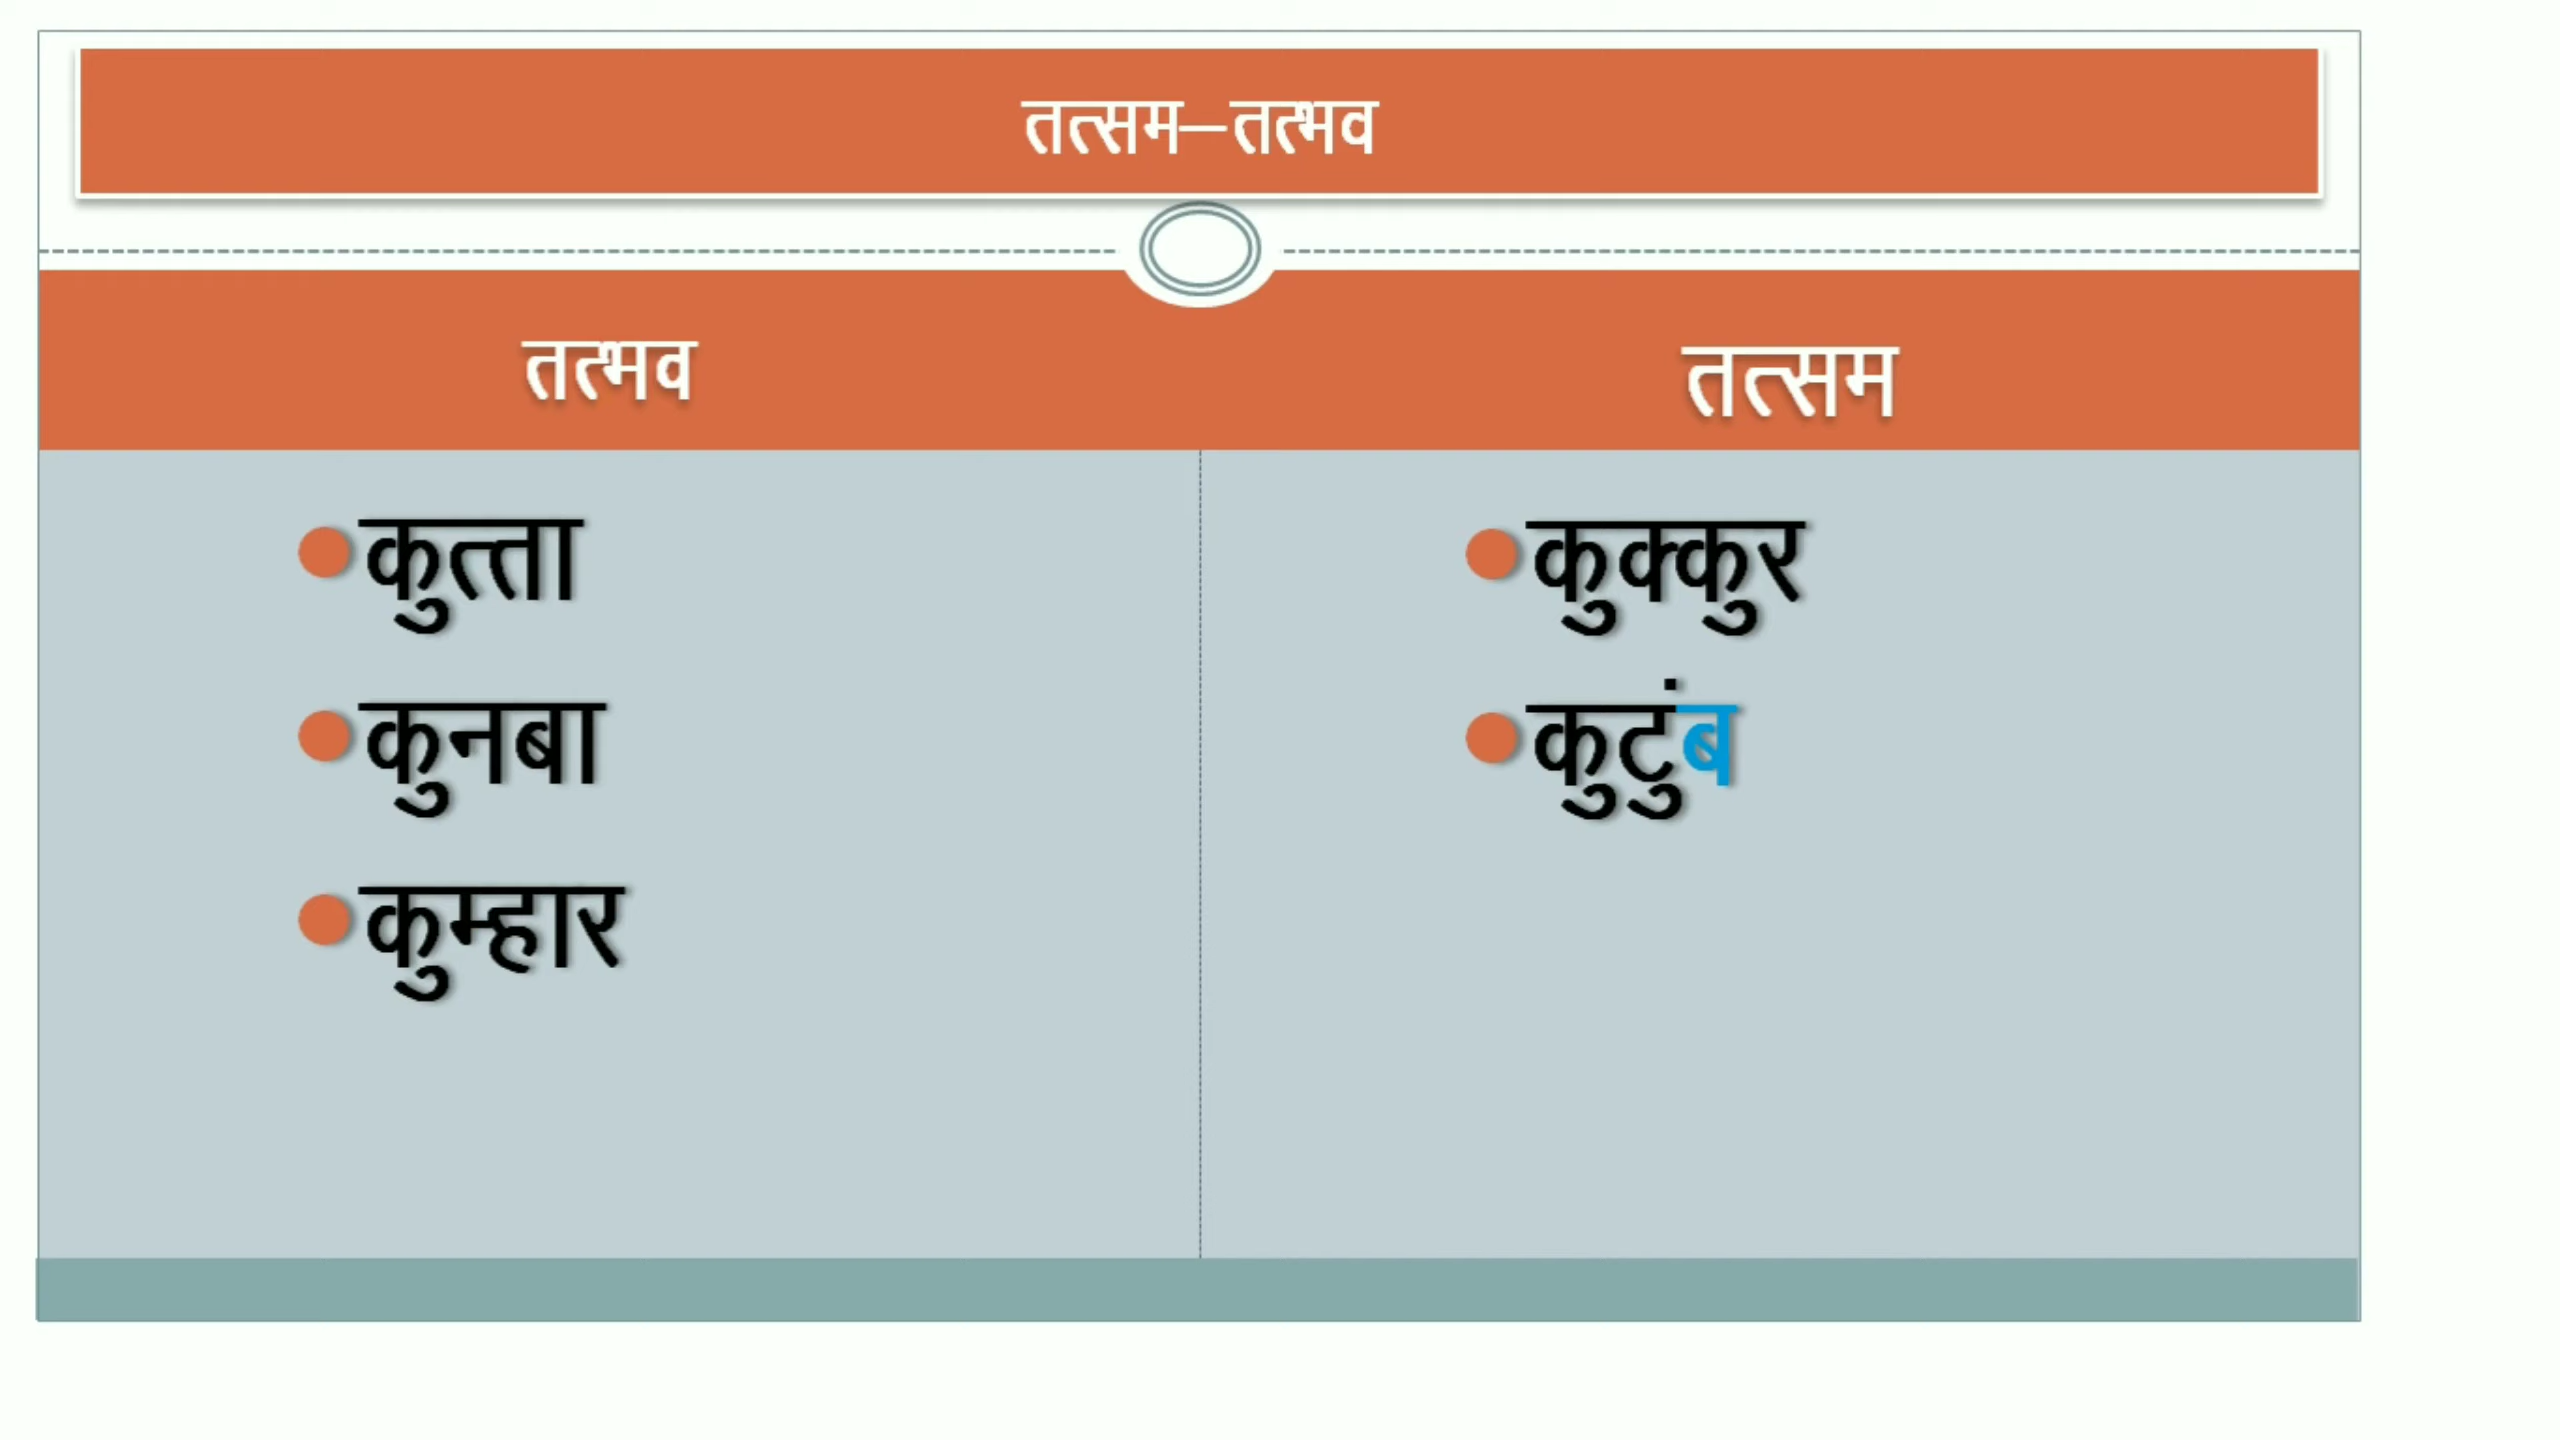 तत्सम–तत्भव
तत्भव
तत्सम
कुत्ता
कुनबा
कुम्हार
कुक्कुर
कुटुंब